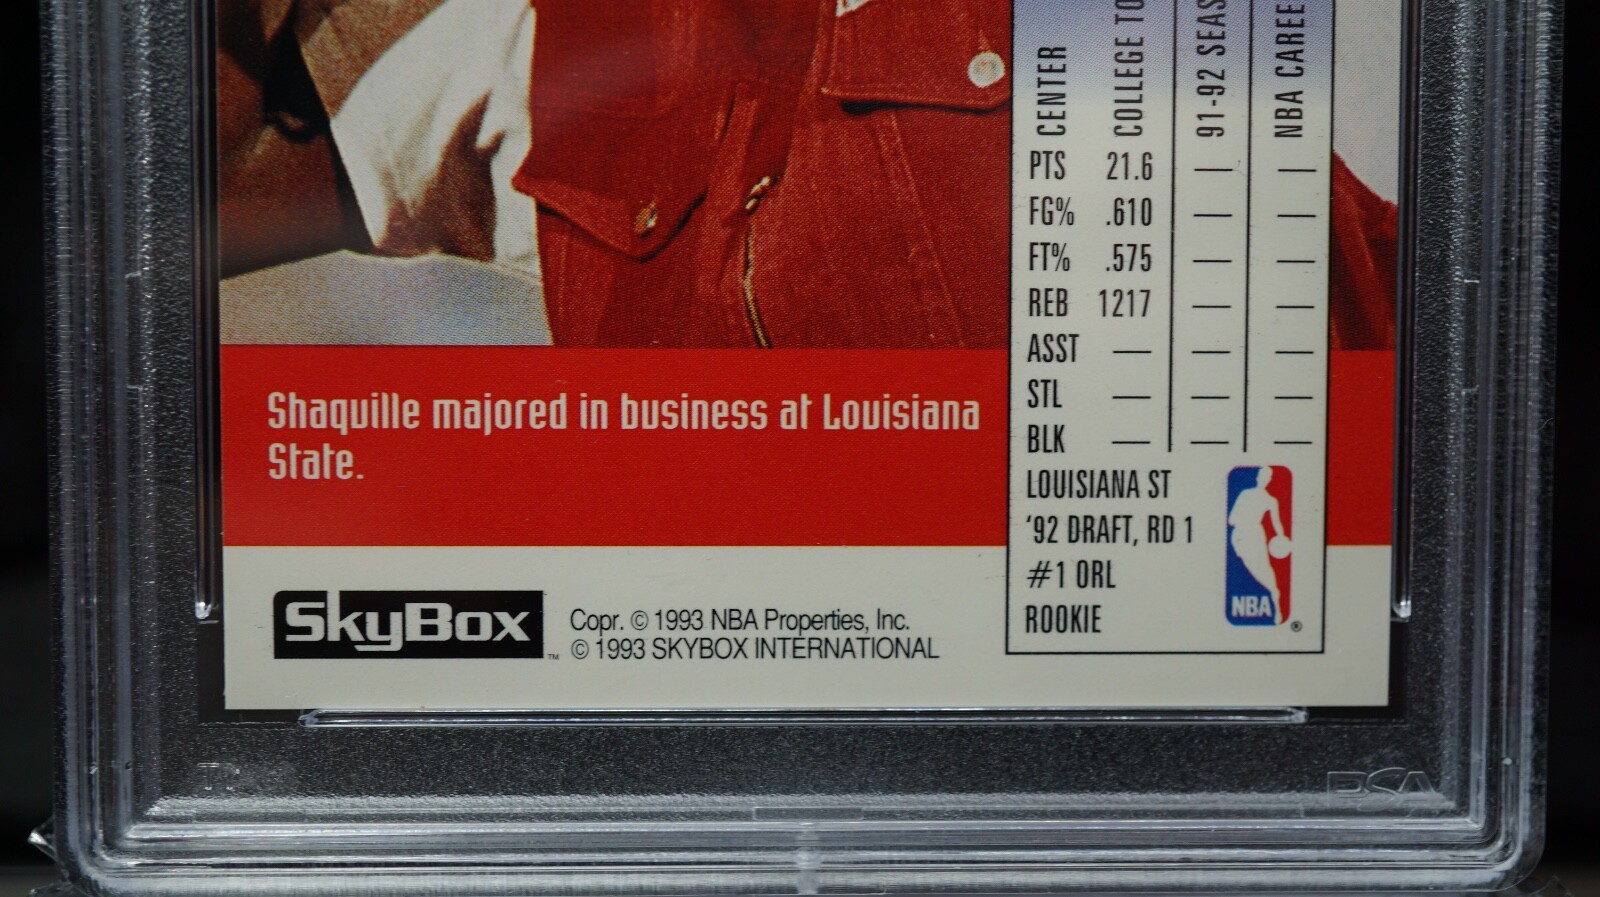 CENTER
COLLEGE TO
91-92 SEAS
NBA CAREE
PTS 21.6 — —
FG% .610 — —
FT% .575 — —
REB 1217 — —
ASST — — —
STL — — —
BLK — — —
LOUISIANA ST
'92 DRAFT, RD 1
#1 ORL
ROOKIE
NBA
®
Shaquille majored in business at Louisiana
State.
SkyBox ™
Copr. © 1993 NBA Properties, Inc.
© 1993 SKYBOX INTERNATIONAL
PSA